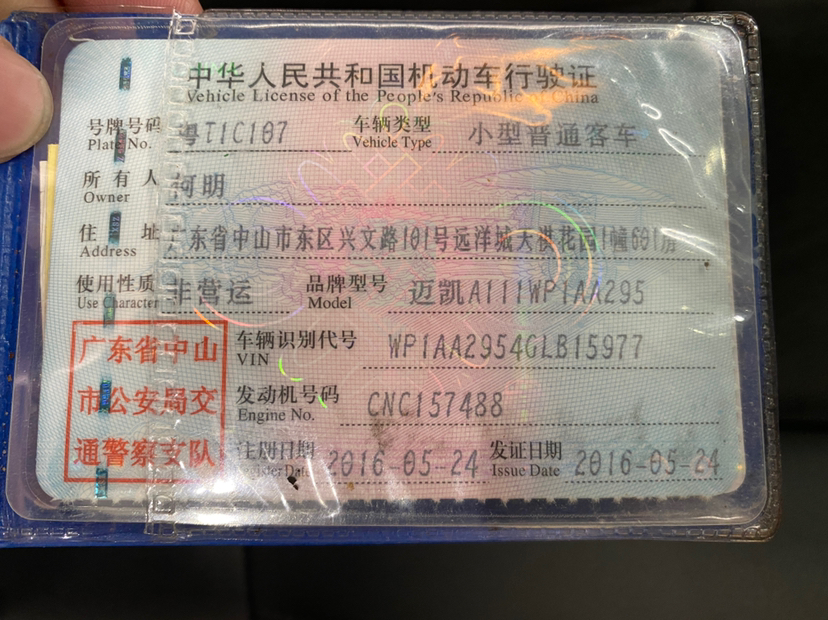 中华人民共和国机动车行驶证
Vehicle License of the People's Republic of China
号牌号码 粤T1C107 车辆类型 小型普通客车
Plate No. Vehicle Type
所有人 柯明
Owner
住址 广东省中山市东区兴文路101号远洋城天祺花园1幢601房
Address
使用性质 非营运 品牌型号 迈凯A111WP1AA295
Use Character Model
广东省中山
市公安局交
通警察支队
车辆识别代号 WP1AA2954GLB15977
VIN
发动机号码 CNC157488
Engine No.
注册日期 2016-05-24 发证日期 2016-05-24
Issue Date